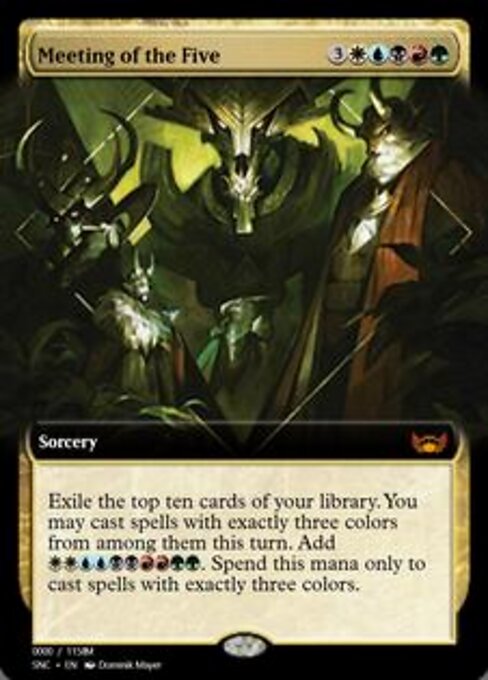 Meeting of the Five
3
Sorcery
Exile the top ten cards of your library. You
may cast spells with exactly three colors
from among them this turn. Add
. Spend this mana only to
cast spells with exactly three colors.
SNC • EN Dominik Mayer